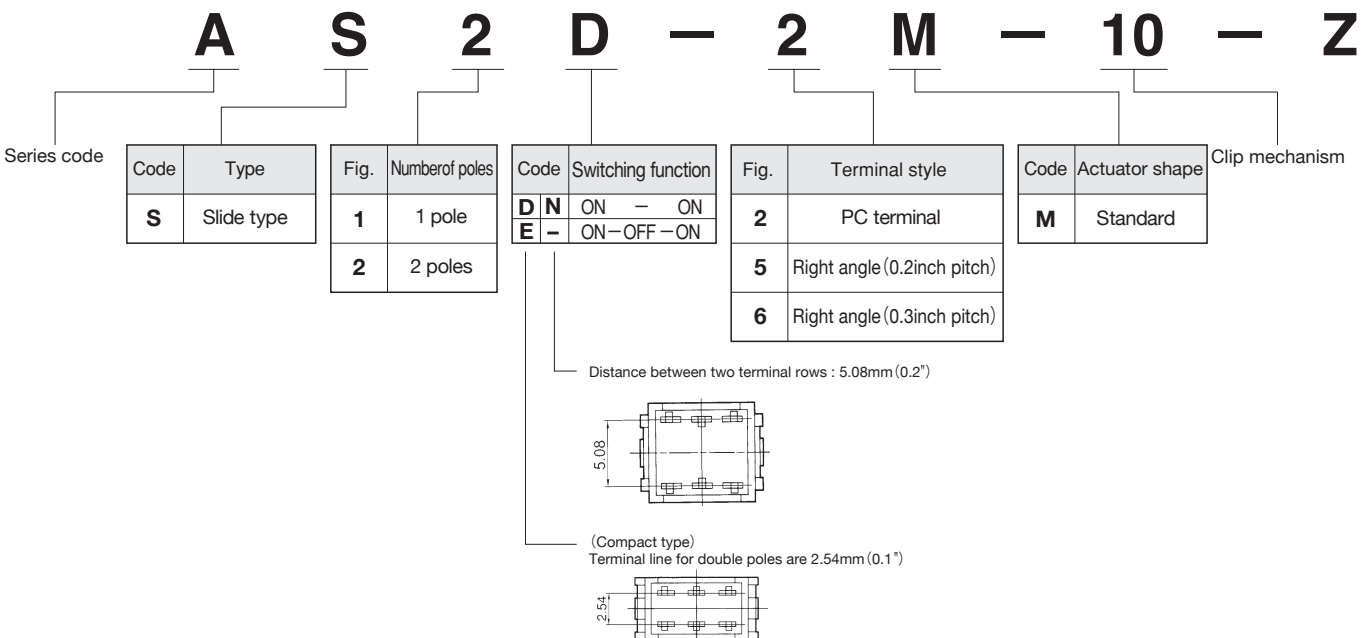 A S 2 D – 2 M – 10 – Z
Series code
Code Type
S Slide type
Fig. Numberof poles
1 1 pole
2 2 poles
Code Switching function
D N ON – ON
E – ON–OFF–ON
Fig. Terminal style
2 PC terminal
5 Right angle(0.2inch pitch)
6 Right angle(0.3inch pitch)
Code Actuator shape
M Standard
Clip mechanism
Distance between two terminal rows : 5.08mm(0.2")
5.08
(Compact type)
Terminal line for double poles are 2.54mm(0.1")
2.54